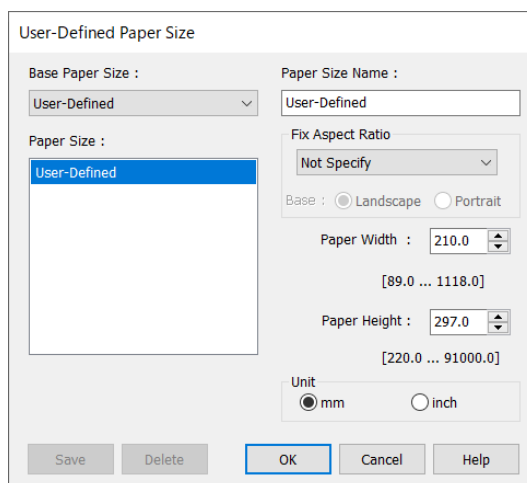 User-Defined Paper Size
Base Paper Size :
User-Defined
Paper Size :
User-Defined
Paper Size Name :
User-Defined
Fix Aspect Ratio
Not Specify
Base : Landscape Portrait
Paper Width : 210.0
[89.0 ... 1118.0]
Paper Height : 297.0
[220.0 ... 91000.0]
Unit
mm inch
Save Delete OK Cancel Help